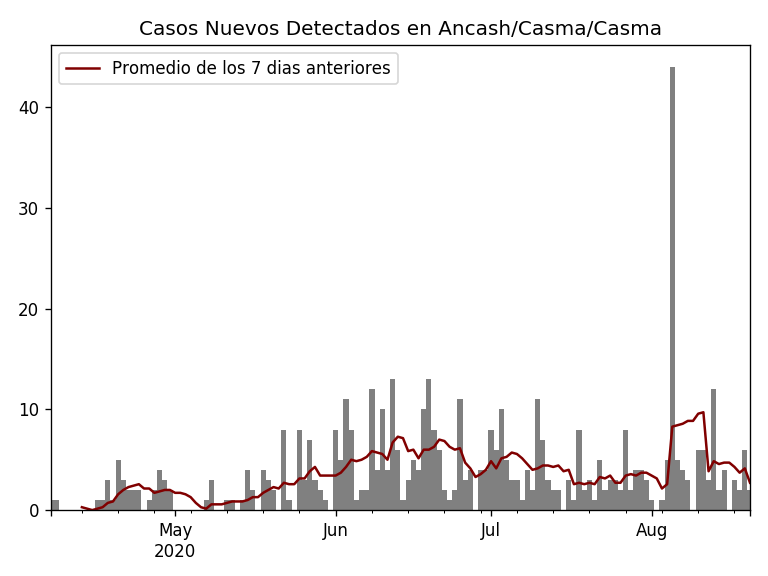 Casos Nuevos Detectados en Ancash/Casma/Casma
Promedio de los 7 dias anteriores
40
30
20
10
0
May
2020
Jun
Jul
Aug